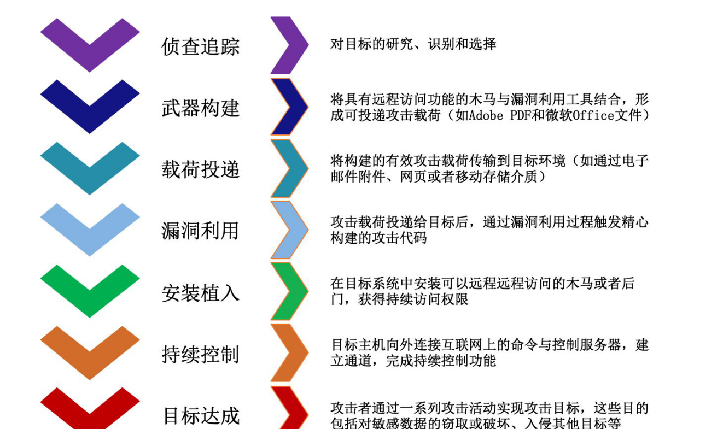 侦查追踪
对目标的研究、识别和选择
武器构建
将具有远程访问功能的木马与漏洞利用工具结合，形
成可投递攻击载荷（如Adobe PDF和微软Office文件）
载荷投递
将构建的有效攻击载荷传输到目标环境（如通过电子
邮件附件、网页或者移动存储介质）
漏洞利用
攻击载荷投递给目标后，通过漏洞利用过程触发精心
构建的攻击代码
安装植入
在目标系统中安装可以远程远程访问的木马或者后
门，获得持续访问权限
持续控制
目标主机向外连接互联网上的命令与控制服务器，建
立通道，完成持续控制功能
目标达成
攻击者通过一系列攻击活动实现攻击目标，这些目的
包括对敏感数据的窃取或破坏、入侵其他目标等